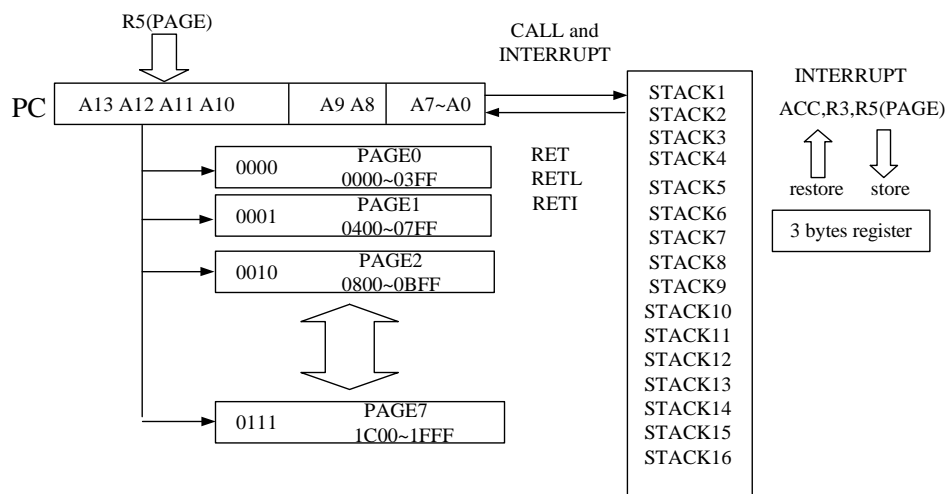 R5(PAGE)
PC
A13 A12 A11 A10
A9 A8
A7~A0
0000
PAGE0
0000~03FF
0001
PAGE1
0400~07FF
0010
PAGE2
0800~0BFF
0111
PAGE7
1C00~1FFF
CALL and
INTERRUPT
RET
RETL
RETI
STACK1
STACK2
STACK3
STACK4
STACK5
STACK6
STACK7
STACK8
STACK9
STACK10
STACK11
STACK12
STACK13
STACK14
STACK15
STACK16
INTERRUPT
ACC,R3,R5(PAGE)
restore
store
3 bytes register